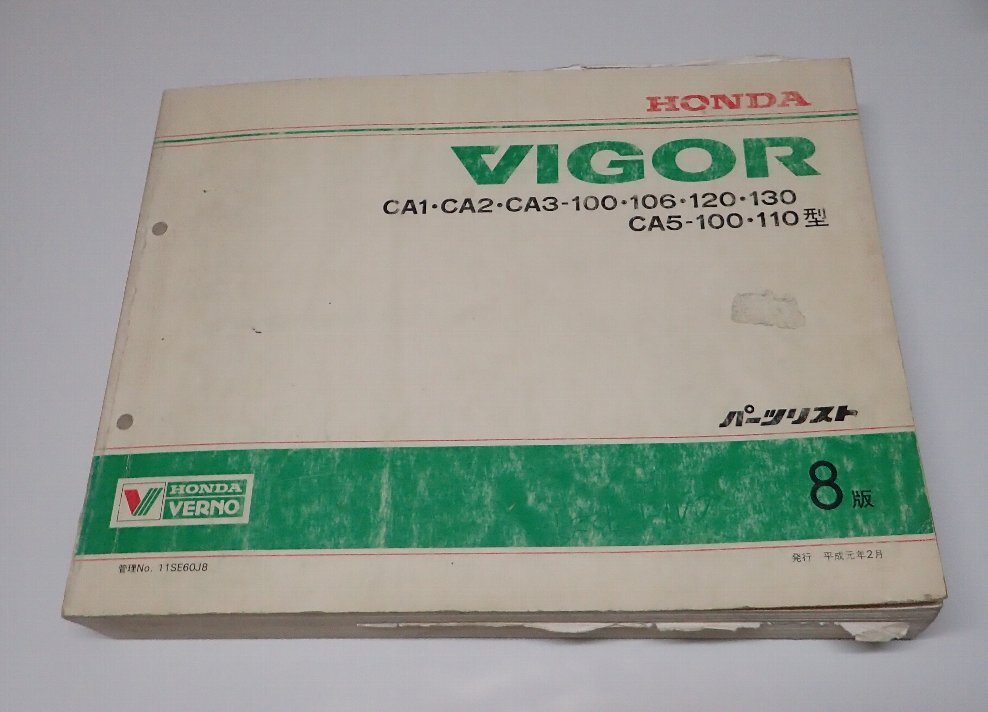 HONDA
VIGOR
CA1・CA2・CA3-100・106・120・130
CA5-100・110型
パーツリスト
HONDA
VERNO
8版
管理No. 11SE60J8
発行 平成元年2月